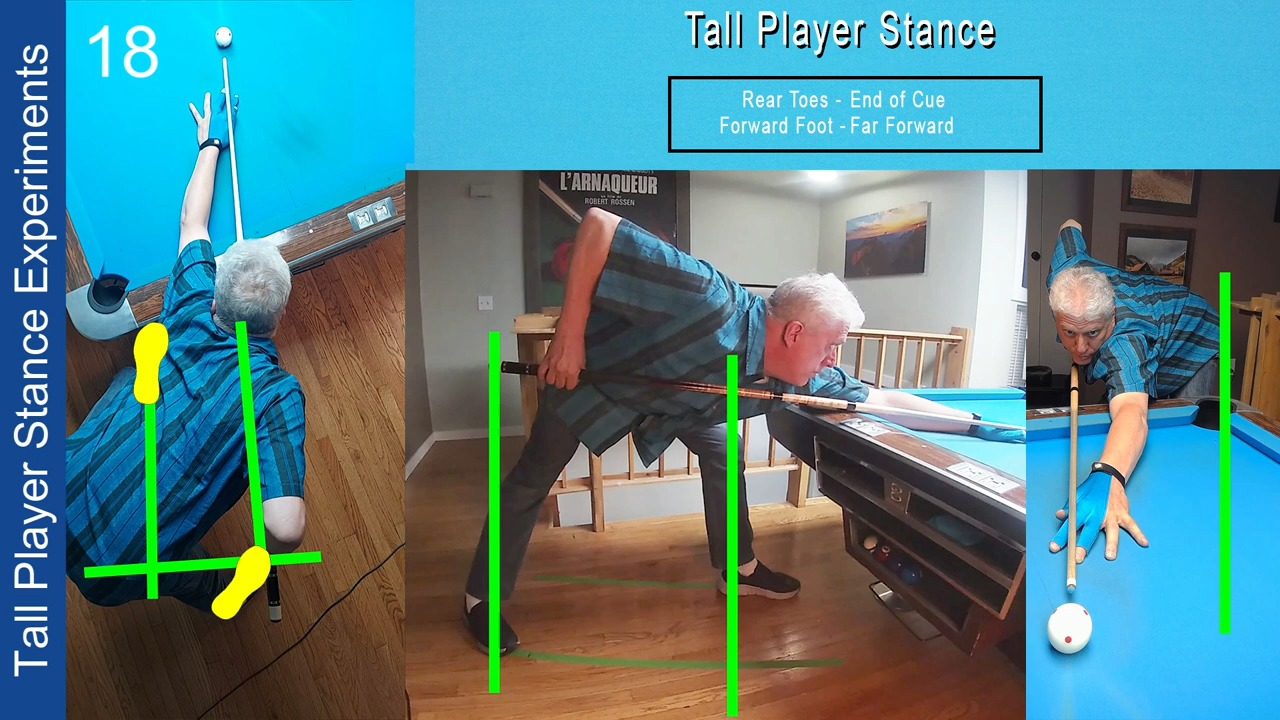 Tall Player Stance Experiments
18
Tall Player Stance
Rear Toes - End of Cue
Forward Foot - Far Forward
L'ARNAQUEUR
ROBERT ROSSEN